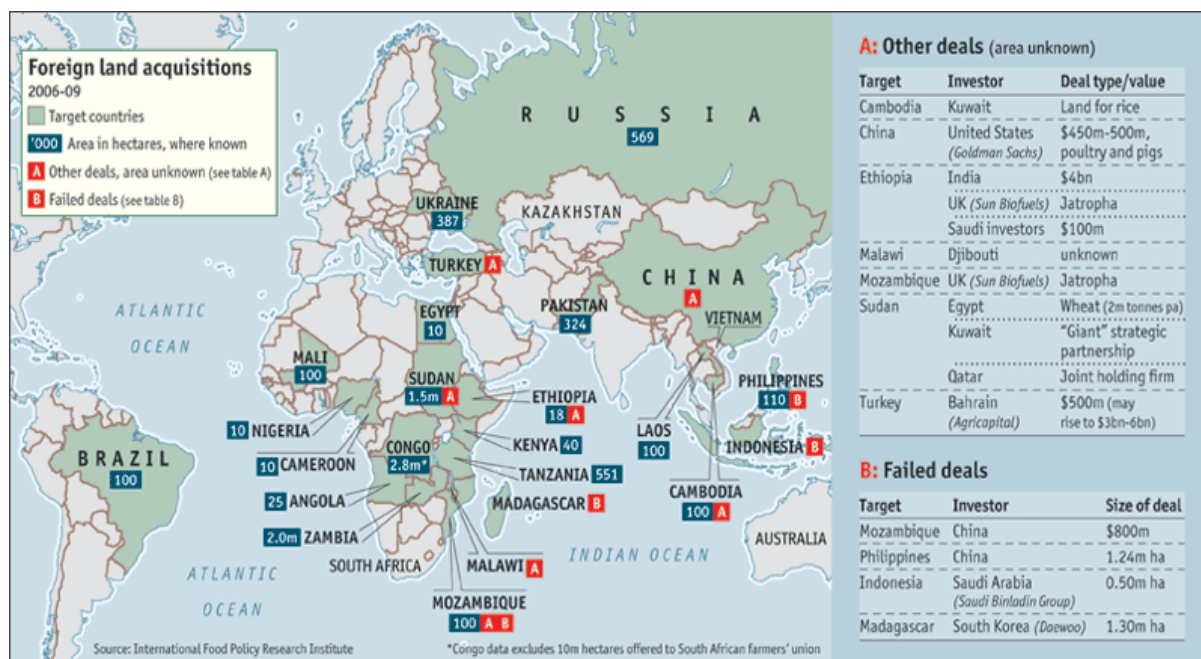 Foreign land acquisitions
2006-09
Target countries
'000 Area in hectares, where known
A Other deals, area unknown (see table A)
B Failed deals (see table B)
R U S S I A
569
UKRAINE
387
KAZAKHSTAN
TURKEY A
CHINA
A
ATLANTIC
OCEAN
EGYPT
10
PAKISTAN
324
VIETNAM
MALI
100
SUDAN
1.5m A
ETHIOPIA
18 A
PHILIPPINES
110 B
10 NIGERIA
KENYA 40
LAOS
100
INDONESIA B
BRAZIL
100
10 CAMEROON
CONGO
2.8m*
TANZANIA 551
25 ANGOLA
MADAGASCAR B
CAMBODIA
100 A
2.0m ZAMBIA
AUSTRALIA
INDIAN OCEAN
SOUTH AFRICA
MALAWI A
ATLANTIC
OCEAN
MOZAMBIQUE
100 A B
Source: International Food Policy Research Institute
*Congo data excludes 10m hectares offered to South African farmers' union
A: Other deals (area unknown)
Target Investor Deal type/value
Cambodia Kuwait Land for rice
China United States $450m-500m,
(Goldman Sachs) poultry and pigs
Ethiopia India $4bn
UK (Sun Biofuels) Jatropha
Saudi investors $100m
Malawi Djibouti unknown
Mozambique UK (Sun Biofuels) Jatropha
Sudan Egypt Wheat (2m tonnes pa)
Kuwait "Giant" strategic
partnership
Qatar Joint holding firm
Turkey Bahrain $500m (may
(Agricapital) rise to $3bn-6bn)
B: Failed deals
Target Investor Size of deal
Mozambique China $800m
Philippines China 1.24m ha
Indonesia Saudi Arabia 0.50m ha
(Saudi Binladin Group)
Madagascar South Korea (Daewoo) 1.30m ha